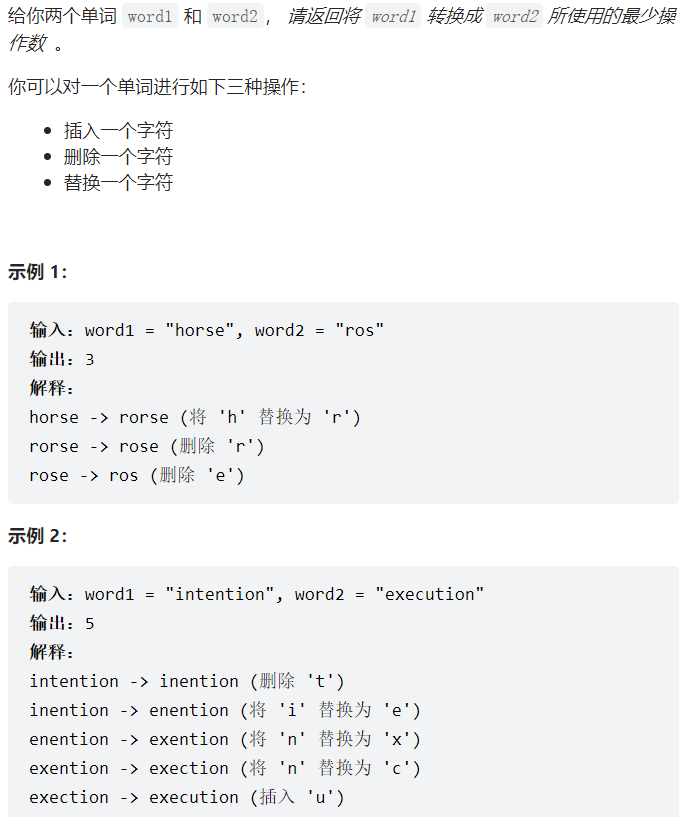 给你两个单词 word1 和 word2， 请返回将 word1 转换成 word2 所使用的最少操
作数 。
你可以对一个单词进行如下三种操作：
插入一个字符
删除一个字符
替换一个字符
示例 1：
输入：word1 = "horse", word2 = "ros"
输出：3
解释：
horse -> rorse (将 'h' 替换为 'r')
rorse -> rose (删除 'r')
rose -> ros (删除 'e')
示例 2：
输入：word1 = "intention", word2 = "execution"
输出：5
解释：
intention -> inention (删除 't')
inention -> enention (将 'i' 替换为 'e')
enention -> exention (将 'n' 替换为 'x')
exention -> exection (将 'n' 替换为 'c')
exection -> execution (插入 'u')